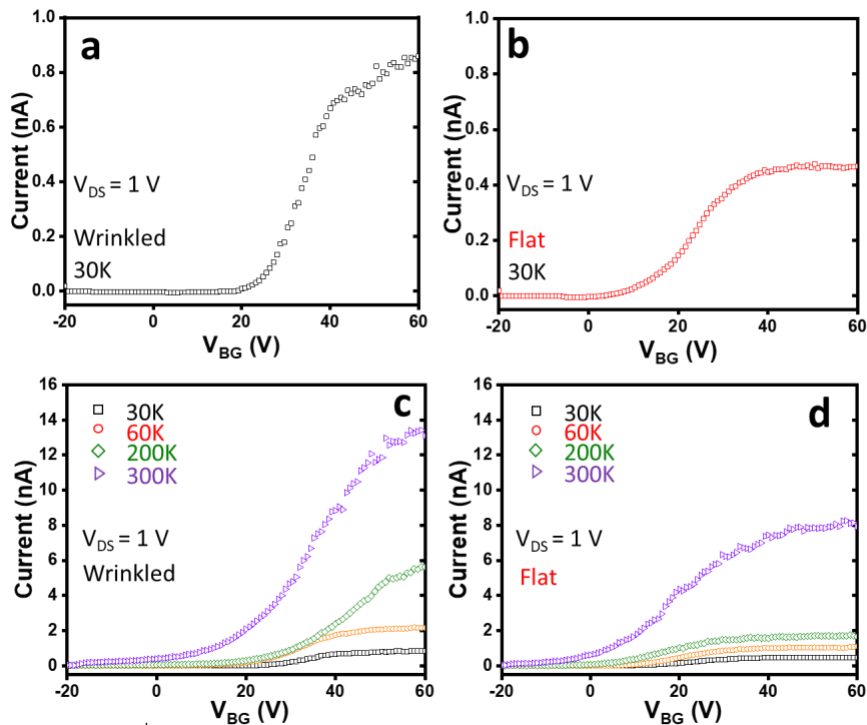 a
1.0
0.8
0.6
0.4
0.2
0.0
Current (nA)
V_DS = 1 V
Wrinkled
30K
-20 0 20 40 60
V_BG (V)
b
1.0
0.8
0.6
0.4
0.2
0.0
Current (nA)
V_DS = 1 V
Flat
30K
-20 0 20 40 60
V_BG (V)
c
16
14
12
10
8
6
4
2
0
Current (nA)
30K
60K
200K
300K
V_DS = 1 V
Wrinkled
-20 0 20 40 60
V_BG (V)
d
16
14
12
10
8
6
4
2
0
Current (nA)
30K
60K
200K
300K
V_DS = 1 V
Flat
-20 0 20 40 60
V_BG (V)